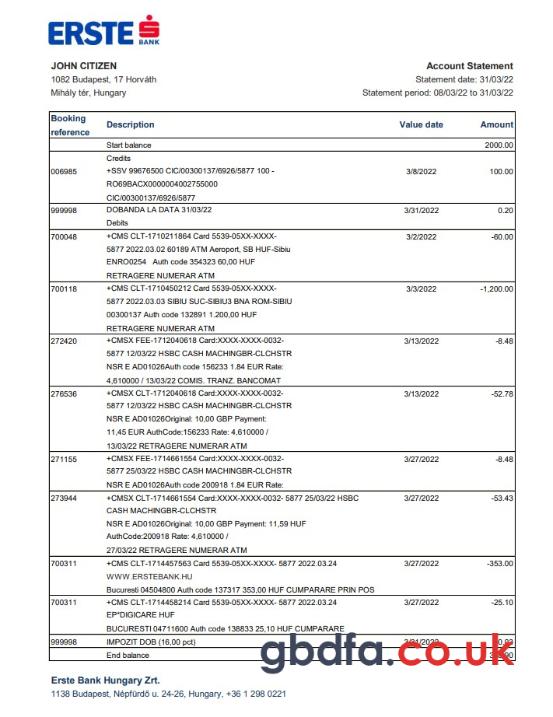 ERSTE
BANK
JOHN CITIZEN
1082 Budapest, 17 Horváth
Mihály tér, Hungary
Account Statement
Statement date: 31/03/22
Statement period: 08/03/22 to 31/03/22
Booking reference Description Value date Amount
Start balance 2000.00
Credits
006985 +SSV 99676500 CIC/00300137/6926/5877 100 - 3/8/2022 100.00
RO69BACX0000004002755000
CIC/00300137/6926/5877
999998 DOBANDA LA DATA 31/03/22 3/31/2022 0.20
Debits
700048 +CMS CLT-1710211864 Card 5539-05XX-XXXX- 3/2/2022 -60.00
5877 2022.03.02 60189 ATM Aeroport, SB HUF-Sibiu
ENRO0254 Auth code 354323 60,00 HUF
RETRAGERE NUMERAR ATM
700118 +CMS CLT-1710450212 Card 5539-05XX-XXXX- 3/3/2022 -1,200.00
5877 2022.03.03 SIBIU SUC-SIBIU3 BNA ROM-SIBIU
00300137 Auth code 132891 1.200,00 HUF
RETRAGERE NUMERAR ATM
272420 +CMSX FEE-1712040618 Card:XXXX-XXXX-0032- 3/13/2022 -8.48
5877 12/03/22 HSBC CASH MACHINGBR-CLCHSTR
NSR E AD01026Auth code 156233 1.84 EUR Rate:
4,610000 / 13/03/22 COMIS. TRANZ. BANCOMAT
276536 +CMSX CLT-1712040618 Card:XXXX-XXXX-0032- 3/13/2022 -52.78
5877 12/03/22 HSBC CASH MACHINGBR-CLCHSTR
NSR E AD01026Original: 10,00 GBP Payment:
11,45 EUR AuthCode:156233 Rate: 4.610000 /
13/03/22 RETRAGERE NUMERAR ATM
271155 +CMSX FEE-1714661554 Card:XXXX-XXXX-0032- 3/27/2022 -8.48
5877 25/03/22 HSBC CASH MACHINGBR-CLCHSTR
NSR E AD01026Auth code 200918 1.84 EUR Rate:
273944 +CMSX CLT-1714661554 Card:XXXX-XXXX-0032- 5877 25/03/22 HSBC 3/27/2022 -53.43
CASH MACHINGBR-CLCHSTR
NSR E AD01026Original: 10,00 GBP Payment: 11,59 HUF
AuthCode:200918 Rate: 4,610000 /
27/03/22 RETRAGERE NUMERAR ATM
700311 +CMS CLT-1714457563 Card 5539-05XX-XXXX- 5877 2022.03.24 3/27/2022 -353.00
WWW.ERSTEBANK.HU
Bucuresti 04504800 Auth code 137317 353,00 HUF CUMPARARE PRIN POS
700311 +CMS CLT-1714458214 Card 5539-05XX-XXXX- 5877 2022.03.24 3/27/2022 -25.10
EP*DIGICARE HUF
BUCURESTI 04711600 Auth code 138833 25,10 HUF CUMPARARE
999998 IMPOZIT DOB (16,00 pct)
End balance
gbdfa.co.uk
Erste Bank Hungary Zrt.
1138 Budapest, Népfürdő u. 24-26, Hungary, +36 1 298 0221